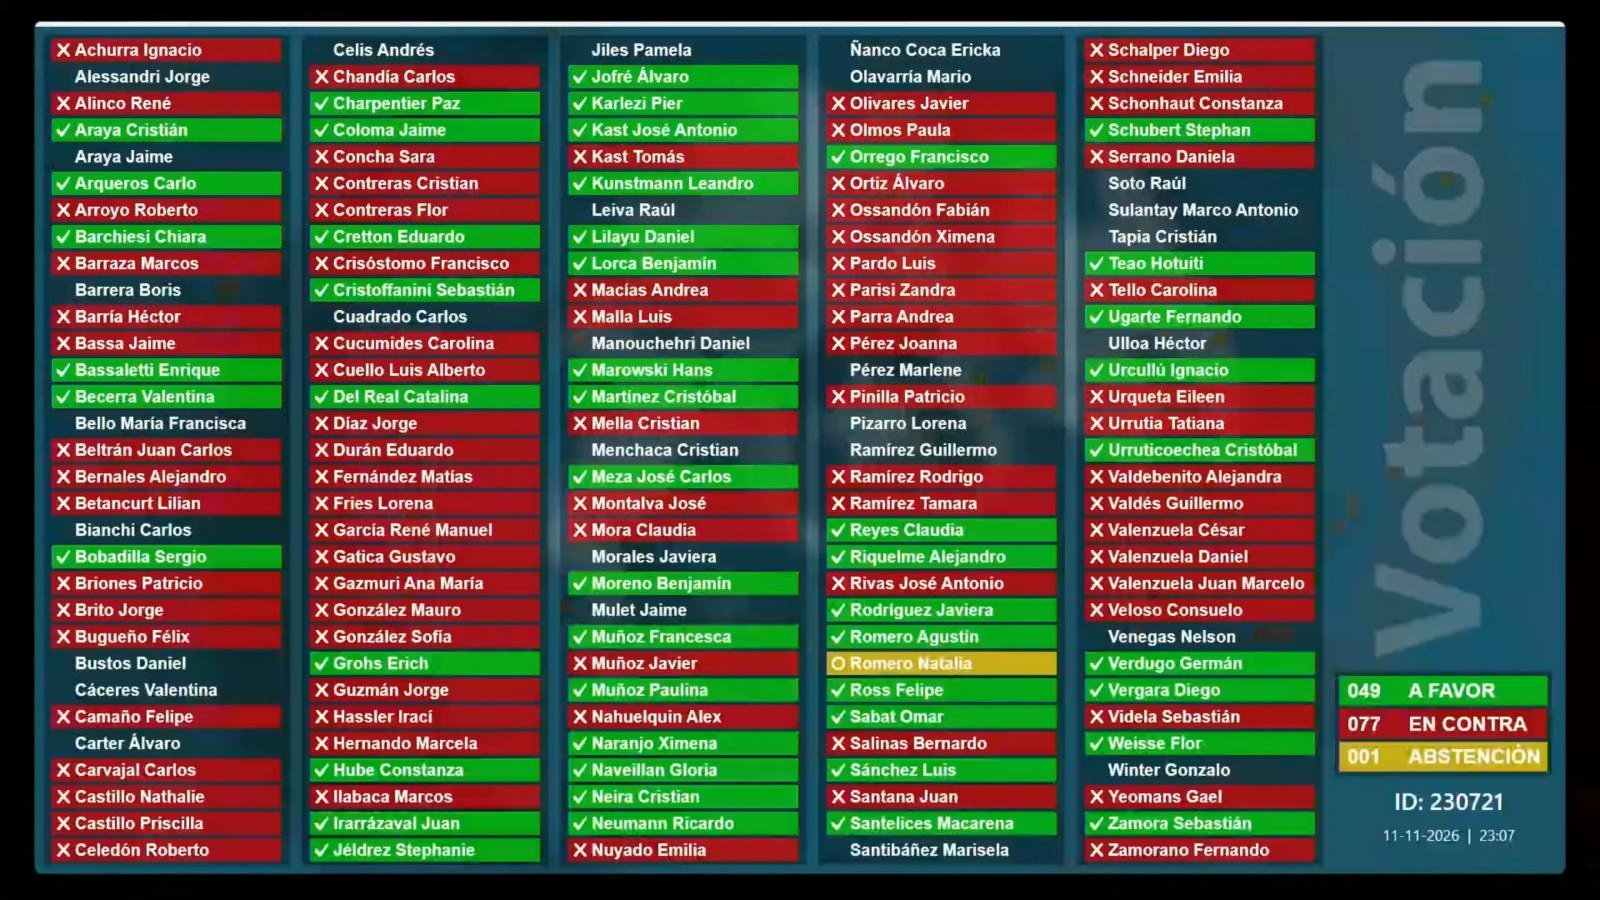 X Achurra Ignacio
Alessandri Jorge
X Alinco René
✓ Araya Cristián
Araya Jaime
✓ Arqueros Carlo
X Arroyo Roberto
✓ Barchiesi Chiara
X Barraza Marcos
Barrera Boris
X Barría Héctor
X Bassa Jaime
✓ Bassaletti Enrique
✓ Becerra Valentina
Bello María Francisca
X Beltrán Juan Carlos
X Bernales Alejandro
X Betancurt Lilian
Bianchi Carlos
✓ Bobadilla Sergio
X Briones Patricio
X Brito Jorge
X Bugueño Félix
Bustos Daniel
Cáceres Valentina
X Camaño Felipe
Carter Álvaro
X Carvajal Carlos
X Castillo Nathalie
X Castillo Priscilla
X Celedón Roberto
Celis Andrés
X Chandía Carlos
✓ Charpentier Paz
✓ Coloma Jaime
X Concha Sara
X Contreras Cristian
X Contreras Flor
✓ Cretton Eduardo
X Crisóstomo Francisco
✓ Cristoffanini Sebastián
Cuadrado Carlos
X Cucumides Carolina
X Cuello Luis Alberto
✓ Del Real Catalina
X Díaz Jorge
X Durán Eduardo
X Fernández Matías
X Fries Lorena
X García René Manuel
X Gatica Gustavo
X Gazmuri Ana María
X González Mauro
X González Sofía
✓ Grohs Erich
X Guzmán Jorge
X Hassler Irací
X Hernando Marcela
✓ Hube Constanza
X Ilabaca Marcos
✓ Irarrázaval Juan
✓ Jéldrez Stephanie
Jiles Pamela
✓ Jofré Álvaro
✓ Karlezi Pier
✓ Kast José Antonio
X Kast Tomás
✓ Kunstmann Leandro
Leiva Raúl
✓ Lilayu Daniel
✓ Lorca Benjamín
X Macías Andrea
X Malla Luis
Manouchehri Daniel
✓ Marowski Hans
✓ Martínez Cristóbal
X Mella Cristian
Menchaca Cristian
✓ Meza José Carlos
X Montalva José
X Mora Claudia
Morales Javiera
✓ Moreno Benjamín
Mulet Jaime
✓ Muñoz Francesca
X Muñoz Javier
✓ Muñoz Paulina
X Nahuelquin Alex
✓ Naranjo Ximena
✓ Naveillan Gloria
✓ Neira Cristian
✓ Neumann Ricardo
X Nuyado Emilia
Ñanco Coca Ericka
Olavarría Mario
X Olivares Javier
X Olmos Paula
✓ Orrego Francisco
X Ortiz Álvaro
X Ossandón Fabián
X Ossandón Ximena
X Pardo Luis
X Parisi Zandra
X Parra Andrea
X Pérez Joanna
Pérez Marlene
X Pinilla Patricio
Pizarro Lorena
Ramírez Guillermo
X Ramírez Rodrigo
X Ramírez Tamara
✓ Reyes Claudia
✓ Riquelme Alejandro
X Rivas José Antonio
✓ Rodríguez Javiera
✓ Romero Agustín
O Romero Natalia
✓ Ross Felipe
✓ Sabat Omar
X Salinas Bernardo
✓ Sánchez Luis
X Santana Juan
✓ Santelices Macarena
Santibáñez Marisela
X Schalper Diego
X Schneider Emilia
X Schonhaut Constanza
✓ Schubert Stephan
X Serrano Daniela
Soto Raúl
Sulantay Marco Antonio
Tapia Cristián
✓ Teao Hotuiti
X Tello Carolina
✓ Ugarte Fernando
Ulloa Héctor
✓ Urcullú Ignacio
X Urqueta Eileen
X Urrutia Tatiana
✓ Urruticoechea Cristóbal
X Valdebenito Alejandra
X Valdés Guillermo
X Valenzuela César
X Valenzuela Daniel
X Valenzuela Juan Marcelo
X Veloso Consuelo
Venegas Nelson
✓ Verdugo Germán
✓ Vergara Diego
X Videla Sebastián
✓ Weisse Flor
Winter Gonzalo
X Yeomans Gael
✓ Zamora Sebastián
X Zamorano Fernando
Votación
049 A FAVOR
077 EN CONTRA
001 ABSTENCIÓN
ID: 230721
11-11-2026 | 23:07